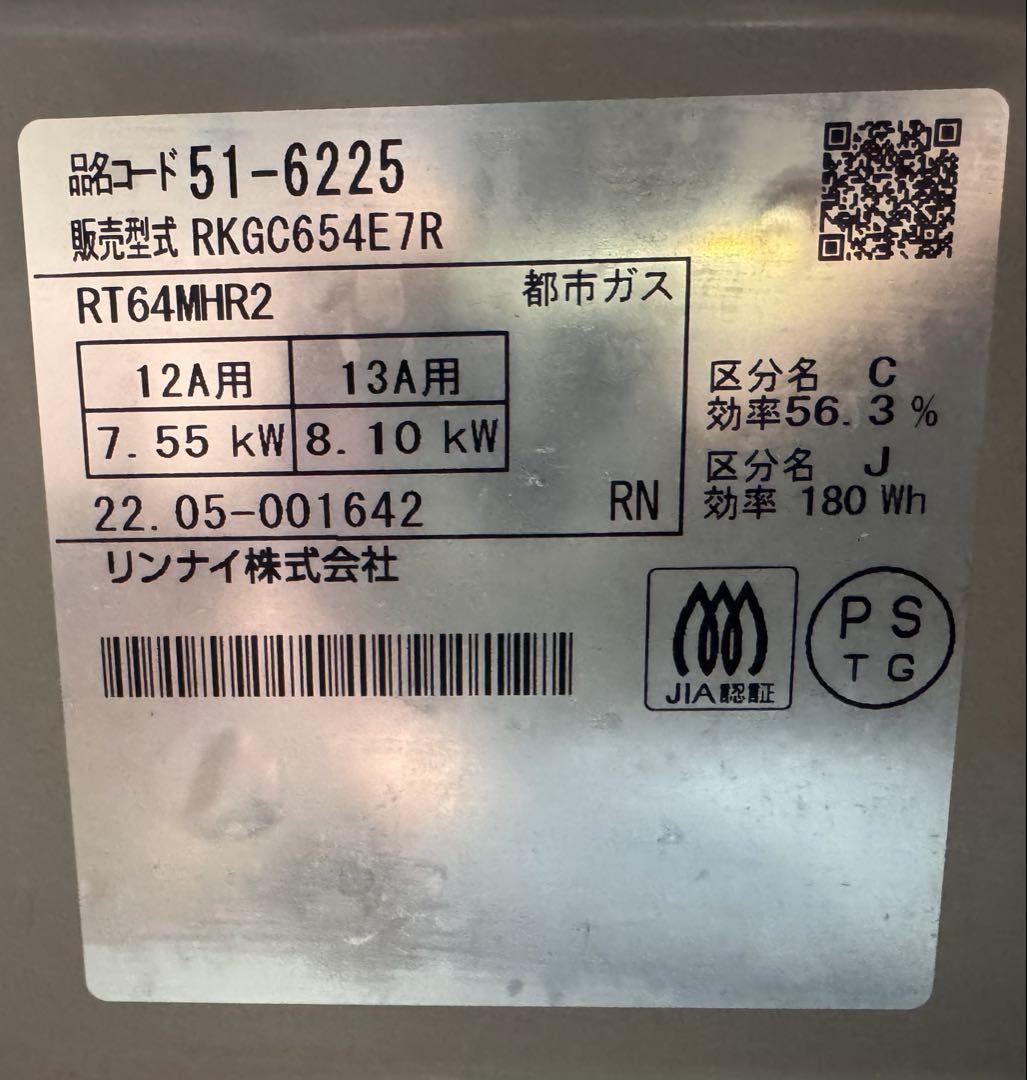 品名コード 51-6225
販売型式 RKGC654E7R
RT64MHR2 都市ガス
12A用 13A用
7.55 kW 8.10 kW
22.05-001642 RN
リンナイ株式会社
区分名 C
効率56.3%
区分名 J
効率 180 Wh
JIA認証
PS
TG